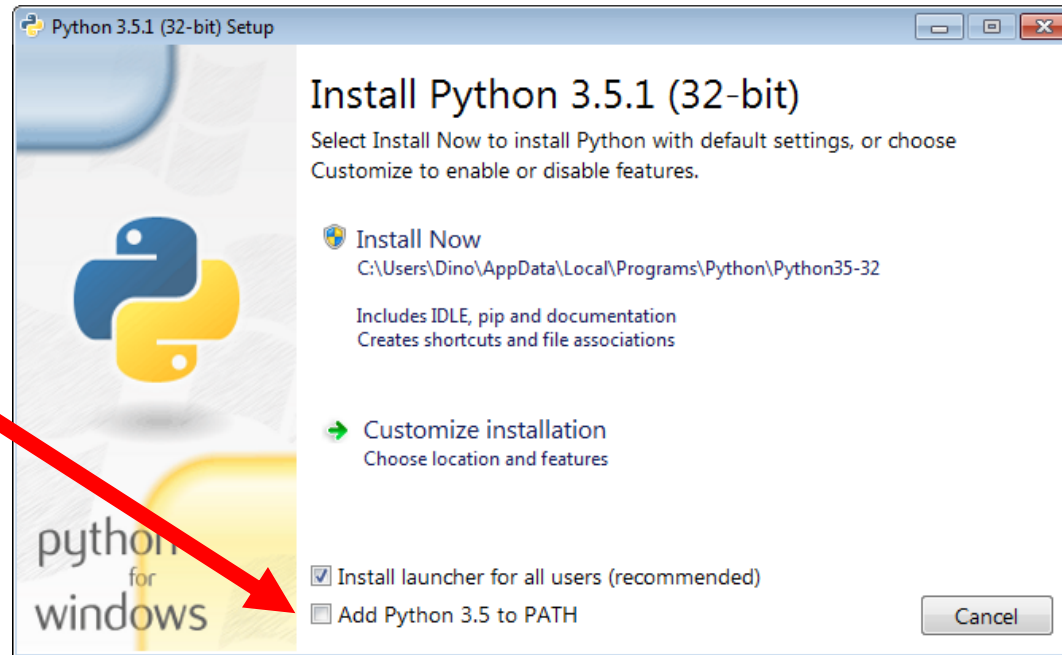 Python 3.5.1 (32-bit) Setup
Install Python 3.5.1 (32-bit)
Select Install Now to install Python with default settings, or choose
Customize to enable or disable features.
Install Now
C:\Users\Dino\AppData\Local\Programs\Python\Python35-32
Includes IDLE, pip and documentation
Creates shortcuts and file associations
Customize installation
Choose location and features
python
for
windows
Install launcher for all users (recommended)
Add Python 3.5 to PATH
Cancel